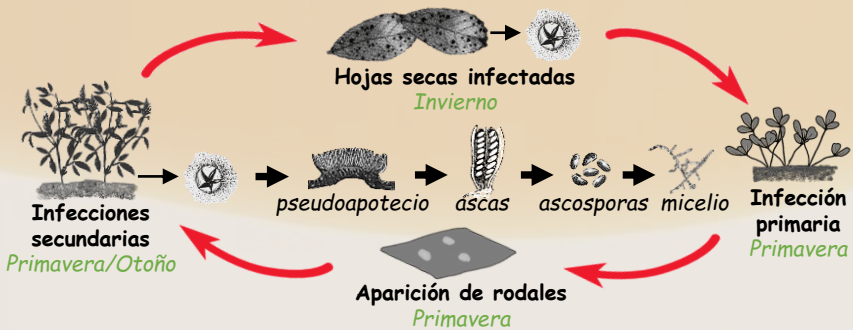 Hojas secas infectadas
Invierno
pseudoapotecio
ascas
ascosporas
micelio
Infección
primaria
Primavera
Infecciones
secundarias
Primavera/Otoño
Aparición de rodales
Primavera